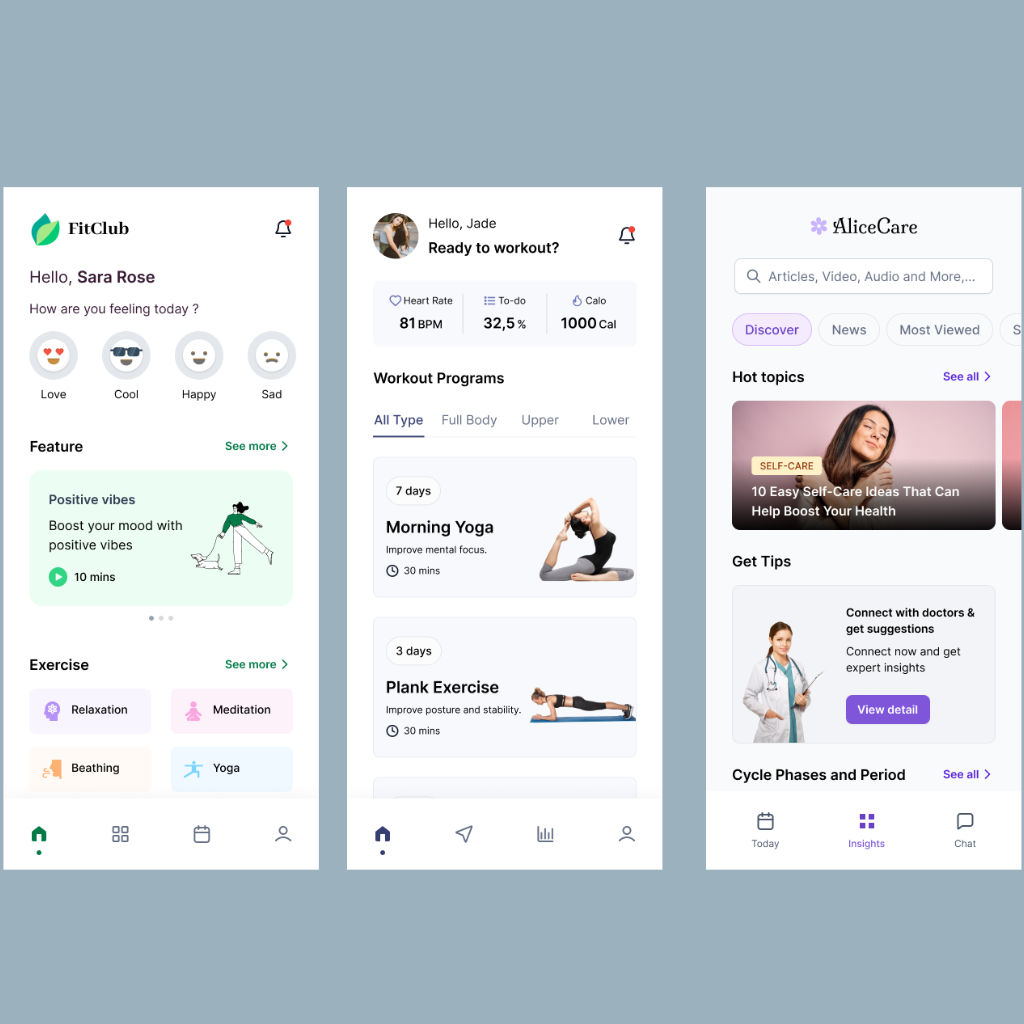 FitClub
Hello, Sara Rose
How are you feeling today ?
Love
Cool
Happy
Sad
Feature
See more
Positive vibes
Boost your mood with
positive vibes
10 mins
Exercise
See more
Relaxation
Meditation
Beathing
Yoga
Hello, Jade
Ready to workout?
Heart Rate
81 BPM
To-do
32,5 %
Calo
1000 Cal
Workout Programs
All Type
Full Body
Upper
Lower
7 days
Morning Yoga
Improve mental focus.
30 mins
3 days
Plank Exercise
Improve posture and stability.
30 mins
AliceCare
Articles, Video, Audio and More,...
Discover
News
Most Viewed
S
Hot topics
See all
SELF-CARE
10 Easy Self-Care Ideas That Can
Help Boost Your Health
Get Tips
Connect with doctors &
get suggestions
Connect now and get
expert insights
View detail
Cycle Phases and Period
See all
Today
Insights
Chat